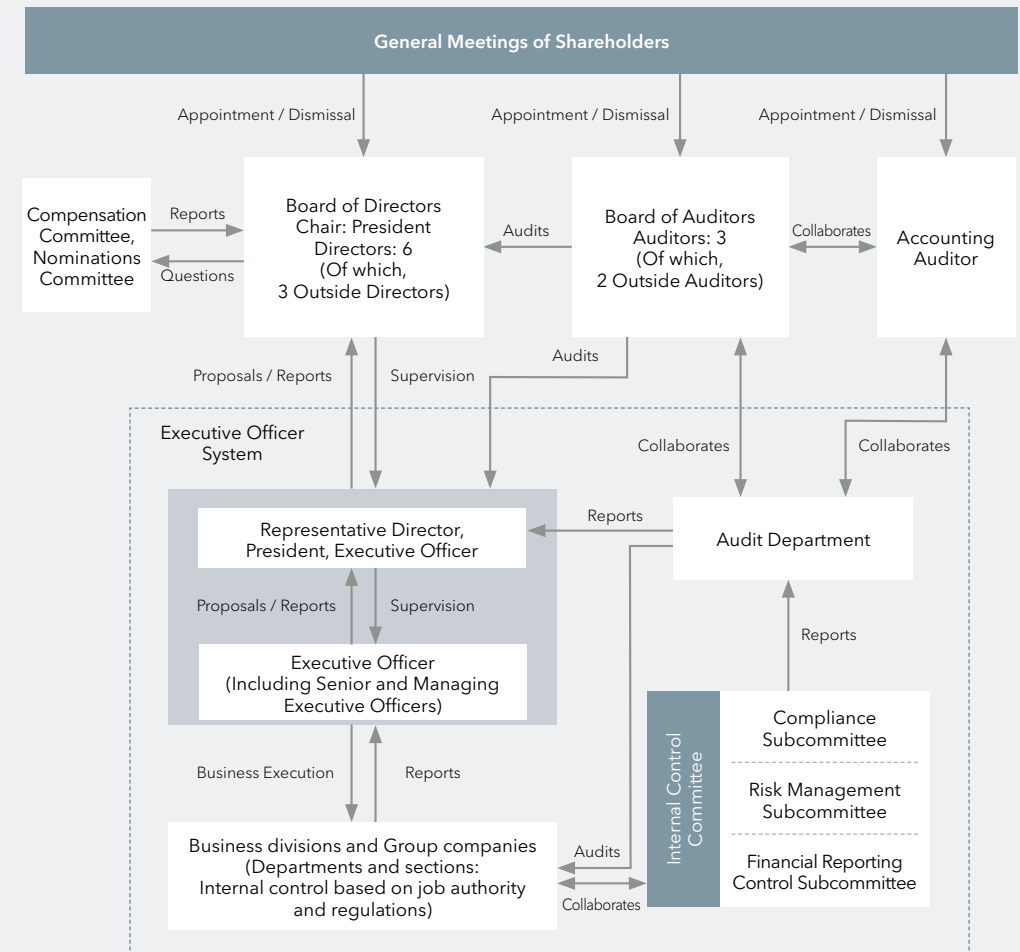 General Meetings of Shareholders
Appointment / Dismissal
Appointment / Dismissal
Appointment / Dismissal
Compensation
Committee,
Nominations
Committee
Reports
Questions
Board of Directors
Chair: President
Directors: 6
(Of which,
3 Outside Directors)
Audits
Board of Auditors
Auditors: 3
(Of which,
2 Outside Auditors)
Collaborates
Accounting
Auditor
Proposals / Reports
Supervision
Audits
Collaborates
Collaborates
Executive Officer
System
Representative Director,
President, Executive Officer
Reports
Audit Department
Proposals / Reports
Supervision
Reports
Executive Officer
(Including Senior and Managing
Executive Officers)
Business Execution
Reports
Internal Control
Committee
Compliance
Subcommittee
Risk Management
Subcommittee
Financial Reporting
Control Subcommittee
Business divisions and Group companies
(Departments and sections:
Internal control based on job authority
and regulations)
Audits
Collaborates